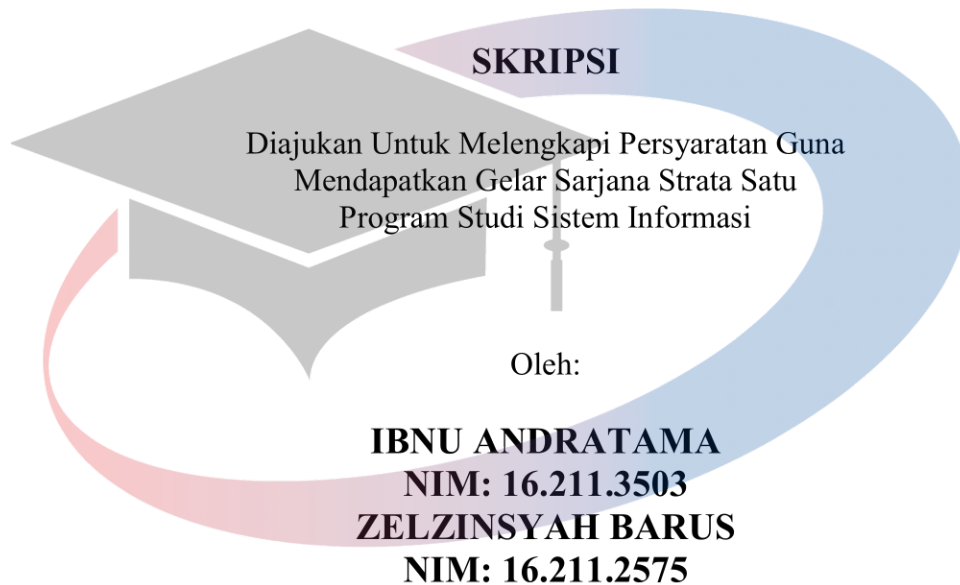 SKRIPSI
Diajukan Untuk Melengkapi Persyaratan Guna
Mendapatkan Gelar Sarjana Strata Satu
Program Studi Sistem Informasi
Oleh:
IBNU ANDRATAMA
NIM: 16.211.3503
ZELZINSYAH BARUS
NIM: 16.211.2575